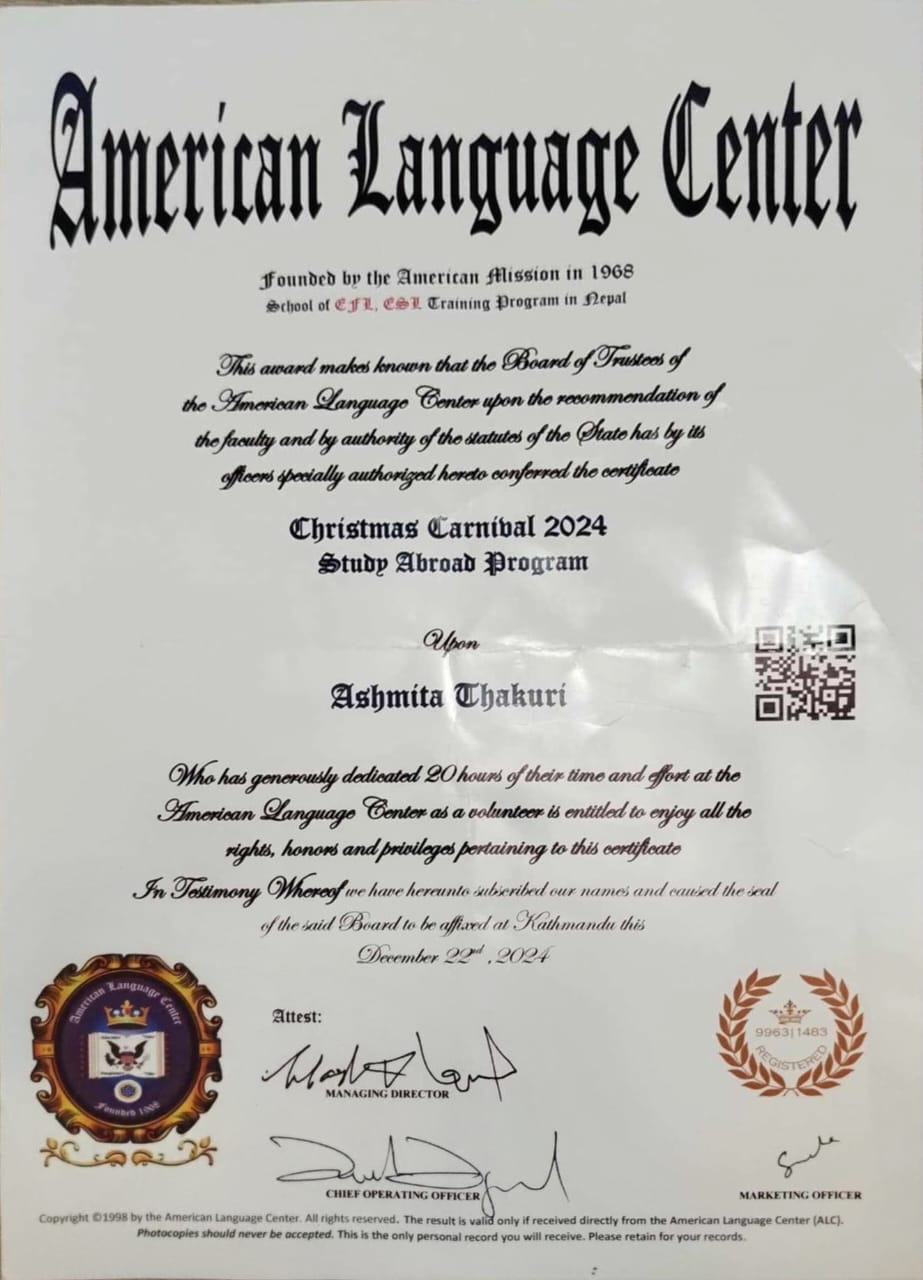 American Language Center
Founded by the American Mission in 1968
School of EFL, ESL Training Program in Nepal
This award makes known that the Board of Trustees of
the American Language Center upon the recommendation of
the faculty and by authority of the statutes of the State has by its
officers specially authorized hereto conferred the certificate
Christmas Carnival 2024
Study Abroad Program
Upon
Ashmita Thakuri
Who has generously dedicated 20 hours of their time and effort at the
American Language Center as a volunteer is entitled to enjoy all the
rights, honors and privileges pertaining to this certificate
In Testimony Whereof we have hereunto subscribed our names and caused the seal
of the said Board to be affixed at Kathmandu this
December 22nd, 2024
American Language Center
Founded
Attest:
MANAGING DIRECTOR
9963|1483
REGISTERED
CHIEF OPERATING OFFICER
MARKETING OFFICER
Copyright ©1998 by the American Language Center. All rights reserved. The result is valid only if received directly from the American Language Center (ALC).
Photocopies should never be accepted. This is the only personal record you will receive. Please retain for your records.